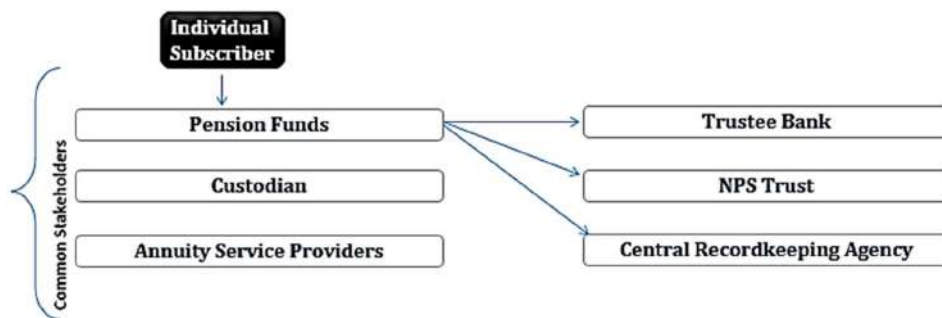 Individual
Subscriber
Common Stakeholders
Pension Funds
Trustee Bank
Custodian
NPS Trust
Annuity Service Providers
Central Recordkeeping Agency